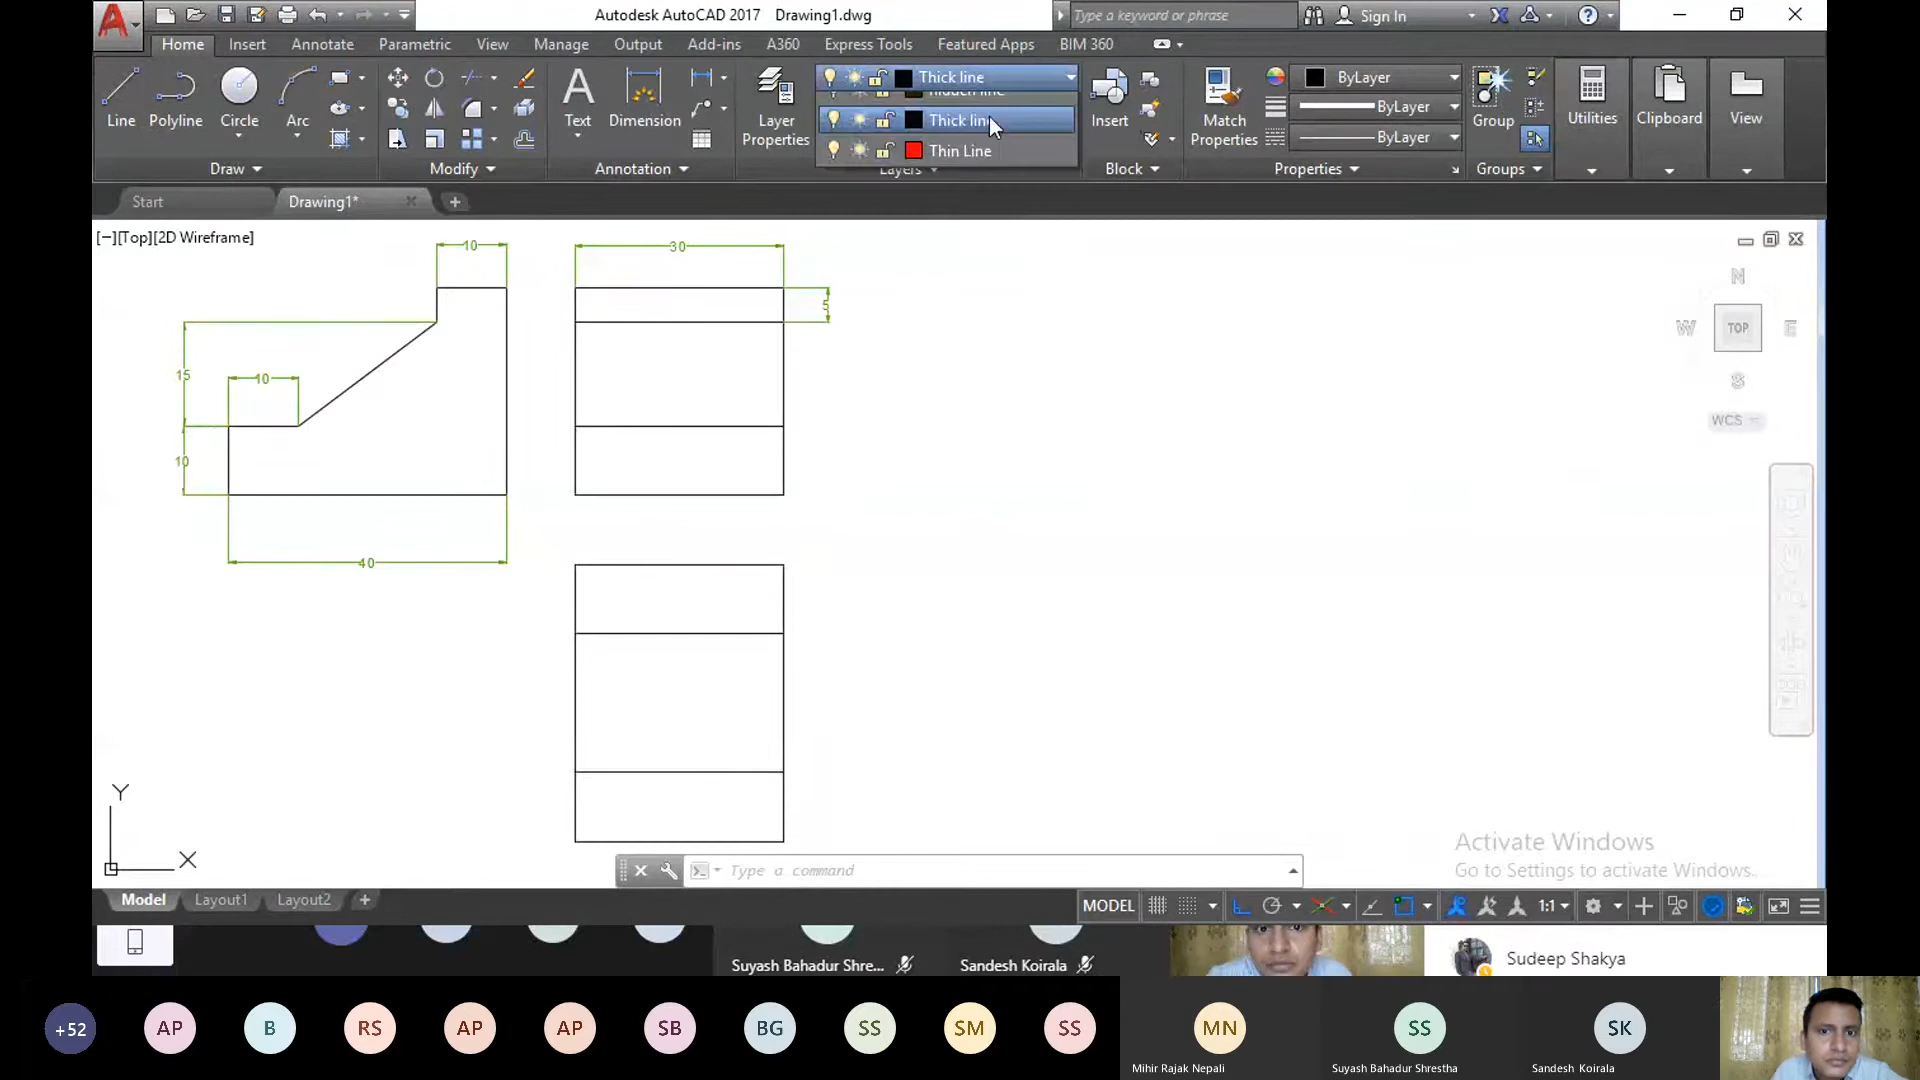 Autodesk AutoCAD 2017 Drawing1.dwg
Type a keyword or phrase
Sign In
Home Insert Annotate Parametric View Manage Output Add-ins A360 Express Tools Featured Apps BIM 360
Line
Polyline
Circle
Arc
Text
Dimension
Layer
Properties
Thick line
hidden line
Thick line
Thin Line
Insert
Match
Properties
ByLayer
ByLayer
ByLayer
Group
Utilities
Clipboard
View
Draw Modify Annotation Layers Block Properties Groups
Start Drawing1*
[−][Top][2D Wireframe]
10
30
5
15
10
10
40
N
W
TOP
E
S
WCS
Y
X
Type a command
Activate Windows
Go to Settings to activate Windows.
Model Layout1 Layout2
MODEL
1:1
Suyash Bahadur Shre...
Sandesh Koirala
Sudeep Shakya
+52
AP
B
RS
AP
AP
SB
BG
SS
SM
SS
MN
SS
SK
Mihir Rajak Nepali
Suyash Bahadur Shrestha
Sandesh Koirala